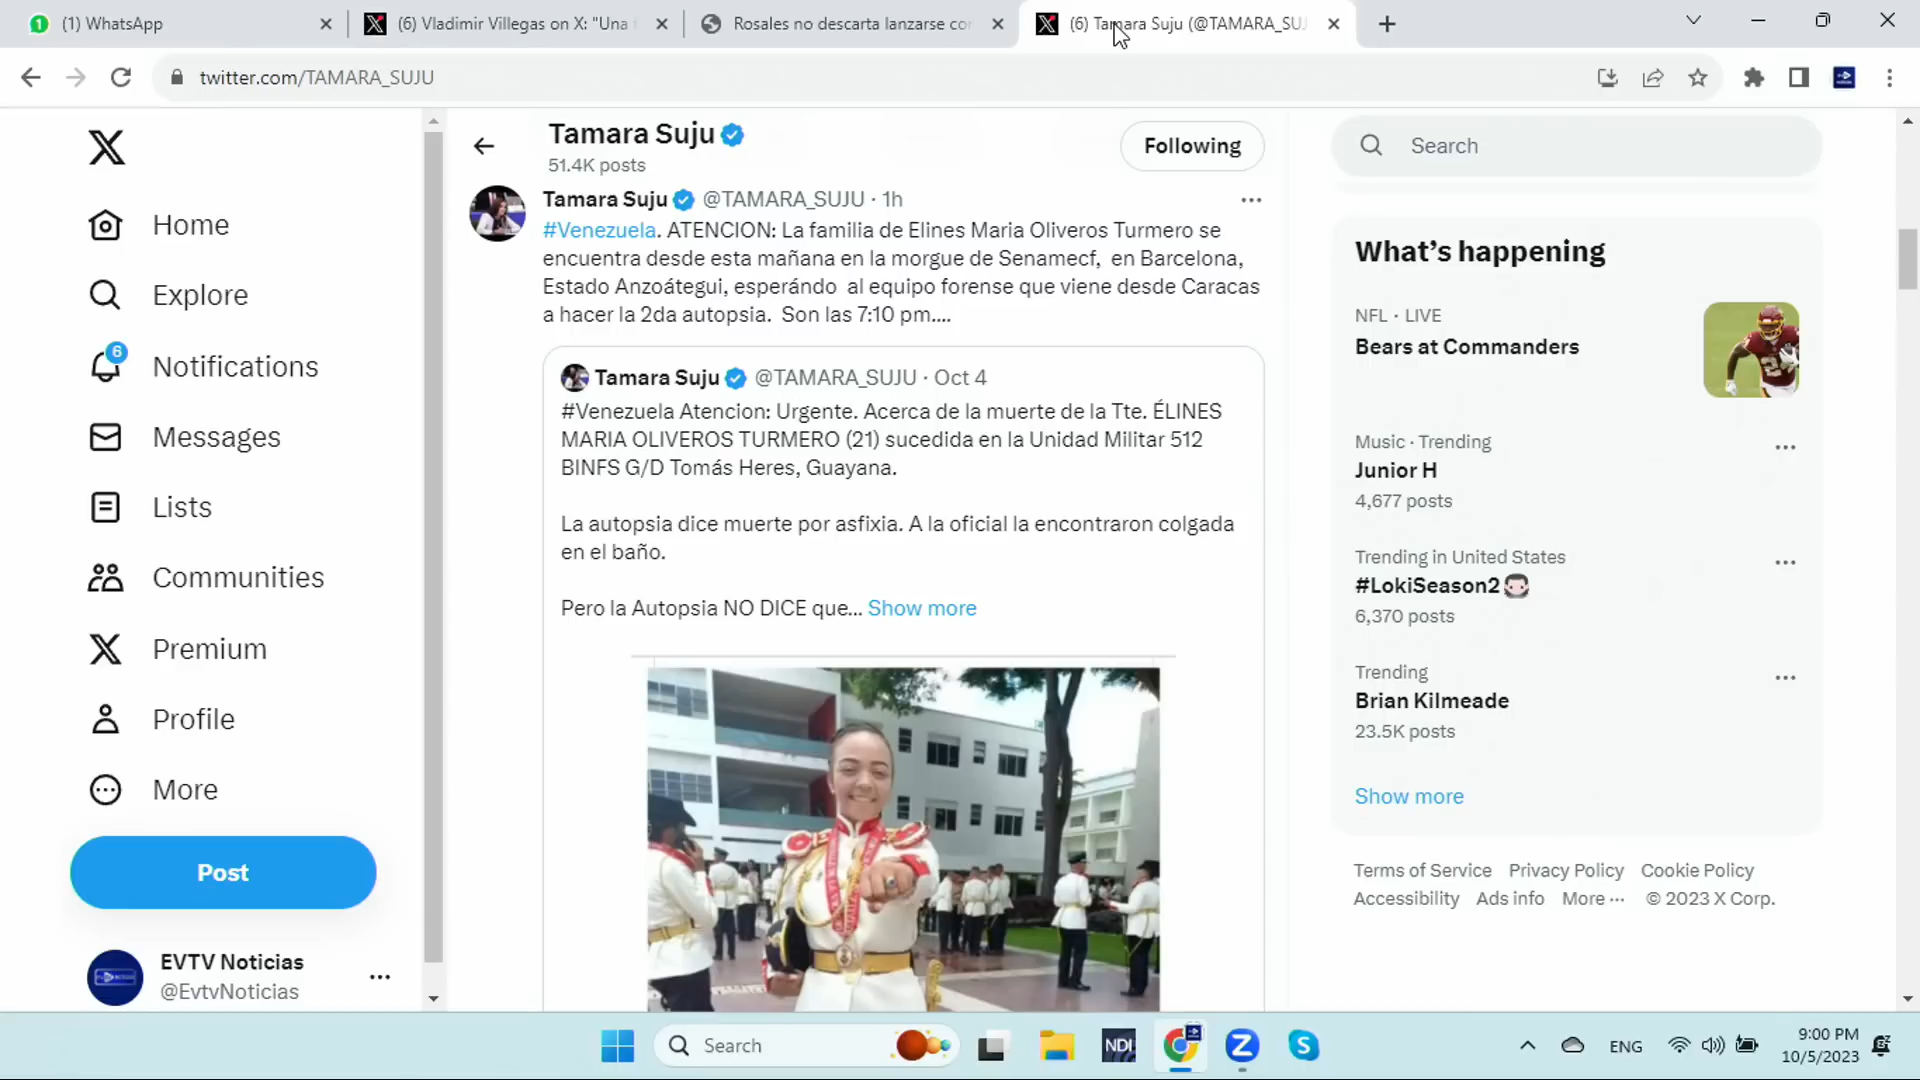 1
(1) WhatsApp
(6) Vladimir Villegas on X: "Una
Rosales no descarta lanzarse co
(6) Tamara Suju (@TAMARA_SUJ
twitter.com/TAMARA_SUJU
Home
Explore
6
Notifications
Messages
Lists
Communities
Premium
Profile
More
Post
EVTV Noticias
@EvtvNoticias
Tamara Suju
51.4K posts
Following
Tamara Suju @TAMARA_SUJU · 1h
#Venezuela. ATENCION: La familia de Elines Maria Oliveros Turmero se
encuentra desde esta mañana en la morgue de Senamecf, en Barcelona,
Estado Anzoátegui, esperándo al equipo forense que viene desde Caracas
a hacer la 2da autopsia. Son las 7:10 pm....
Tamara Suju @TAMARA_SUJU · Oct 4
#Venezuela Atencion: Urgente. Acerca de la muerte de la Tte. ÉLINES
MARIA OLIVEROS TURMERO (21) sucedida en la Unidad Militar 512
BINFS G/D Tomás Heres, Guayana.
La autopsia dice muerte por asfixia. A la oficial la encontraron colgada
en el baño.
Pero la Autopsia NO DICE que... Show more
Search
What's happening
NFL · LIVE
Bears at Commanders
Music · Trending
Junior H
4,677 posts
Trending in United States
#LokiSeason2
6,370 posts
Trending
Brian Kilmeade
23.5K posts
Show more
Terms of Service Privacy Policy Cookie Policy
Accessibility Ads info More ··· © 2023 X Corp.
Search
NDI
ENG
9:00 PM
10/5/2023